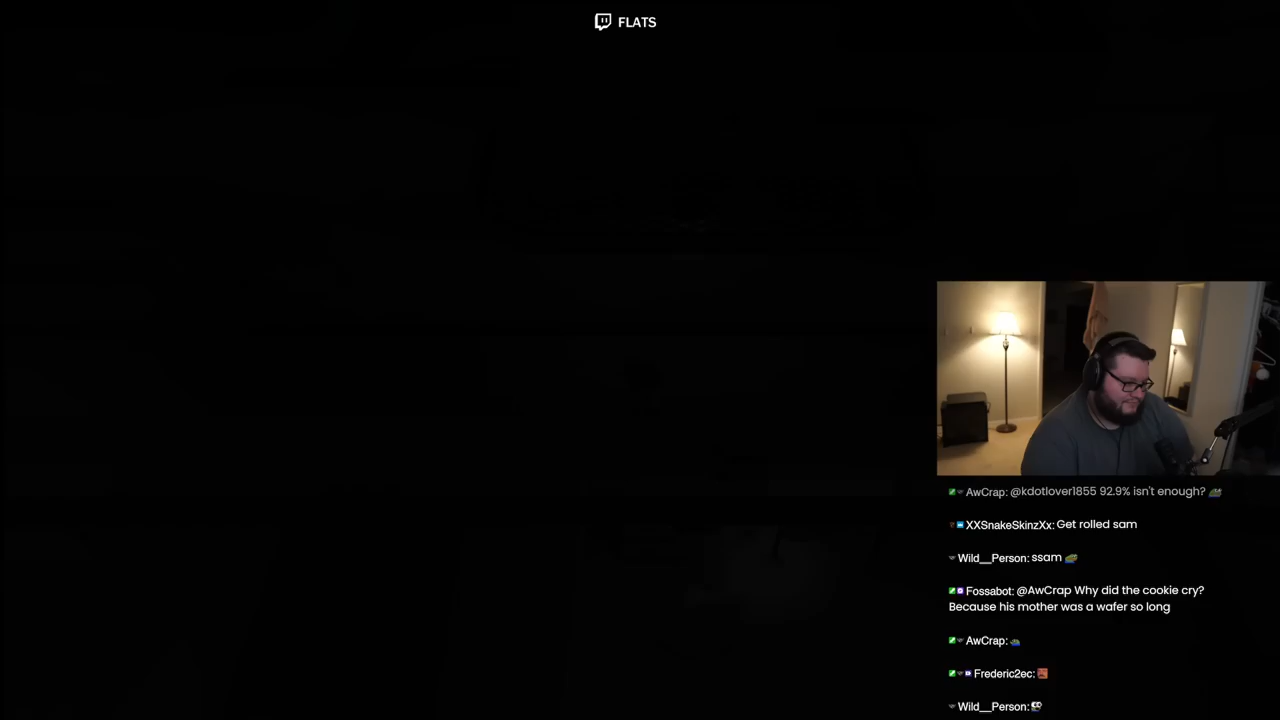 FLATS
AwCrap: @kdotlover1855 92.9% isn't enough?
XXSnakeSkinzXx: Get rolled sam
Wild__Person: ssam
Fossabot: @AwCrap Why did the cookie cry?
Because his mother was a wafer so long
AwCrap:
Frederic2ec:
Wild__Person: